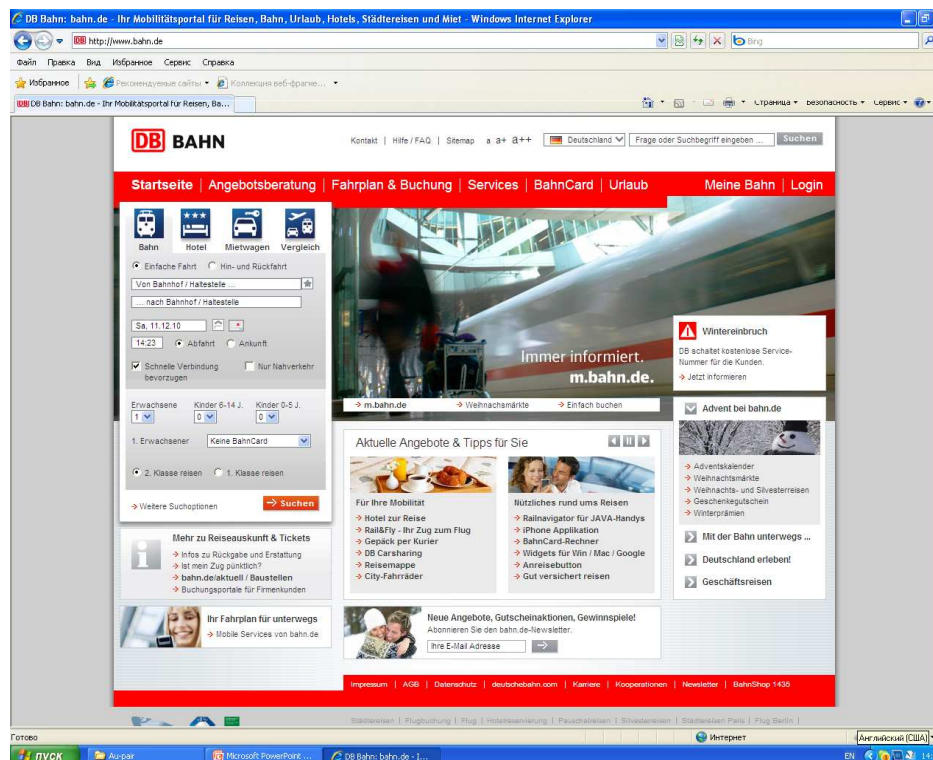 DB Bahn: bahn.de - Ihr Mobilitätsportal für Reisen, Bahn, Urlaub, Hotels, Städtereisen und Miet - Windows Internet Explorer
http://www.bahn.de
Bing
Файл Правка Вид Избранное Сервис Справка
Избранное Рекомендуемые сайты Коллекция веб-фрагме...
DB Bahn: bahn.de - Ihr Mobilitätsportal für Reisen, Ba...
Страница Безопасность Сервис
DB BAHN
Kontakt | Hilfe / FAQ | Sitemap a a+ a++ Deutschland Frage oder Suchbegriff eingeben ... Suchen
Startseite | Angebotsberatung | Fahrplan & Buchung | Services | BahnCard | Urlaub Meine Bahn | Login
Bahn Hotel Mietwagen Vergleich
Einfache Fahrt Hin- und Rückfahrt
Von Bahnhof / Haltestelle ...
... nach Bahnhof / Haltestelle
Sa, 11.12.10
14:23 Abfahrt Ankunft
Schnelle Verbindung bevorzugen Nur Nahverkehr
Erwachsene Kinder 6-14 J. Kinder 0-5 J.
1 0 0
1. Erwachsener Keine BahnCard
2. Klasse reisen 1. Klasse reisen
Weitere Suchoptionen Suchen
Immer informiert.
m.bahn.de.
m.bahn.de Weihnachsmärkte Einfach buchen
Wintereinbruch
DB schaltet kostenlose Service-
Nummer für die Kunden.
Jetzt informieren
Advent bei bahn.de
Adventskalender
Weihnachtsmärkte
Weihnachts- und Silvesterreisen
Geschenkegutschein
Winterprämien
Mit der Bahn unterwegs ...
Deutschland erleben!
Geschäftsreisen
Aktuelle Angebote & Tipps für Sie
Für Ihre Mobilität
Hotel zur Reise
Rail&Fly - Ihr Zug zum Flug
Gepäck per Kurier
DB Carsharing
Reisemappe
City-Fahrräder
Nützliches rund ums Reisen
Railnavigator für JAVA-Handys
iPhone Applikation
BahnCard-Rechner
Widgets für Win / Mac / Google
Anreisebutton
Gut versichert reisen
Mehr zu Reiseauskunft & Tickets
Infos zu Rückgabe und Erstattung
Ist mein Zug pünktlich?
bahn.de/aktuell / Baustellen
Buchungsportale für Firmenkunden
Ihr Fahrplan für unterwegs
Mobile Services von bahn.de
Neue Angebote, Gutscheinaktionen, Gewinnspiele!
Abonnieren Sie den bahn.de-Newsletter.
Ihre E-Mail Adresse
Impressum | AGB | Datenschutz | deutschebahn.com | Karriere | Kooperationen | Newsletter | BahnShop 1435
Städtereisen | Flugbuchung | Flug | Hotelreservierung | Pauschalreisen | Silvesterreisen | Städtereisen Paris | Flug Berlin |
Готово Интернет Английский (США)
пуск Au-pair Microsoft PowerPoint ... DB Bahn: bahn.de - I... EN